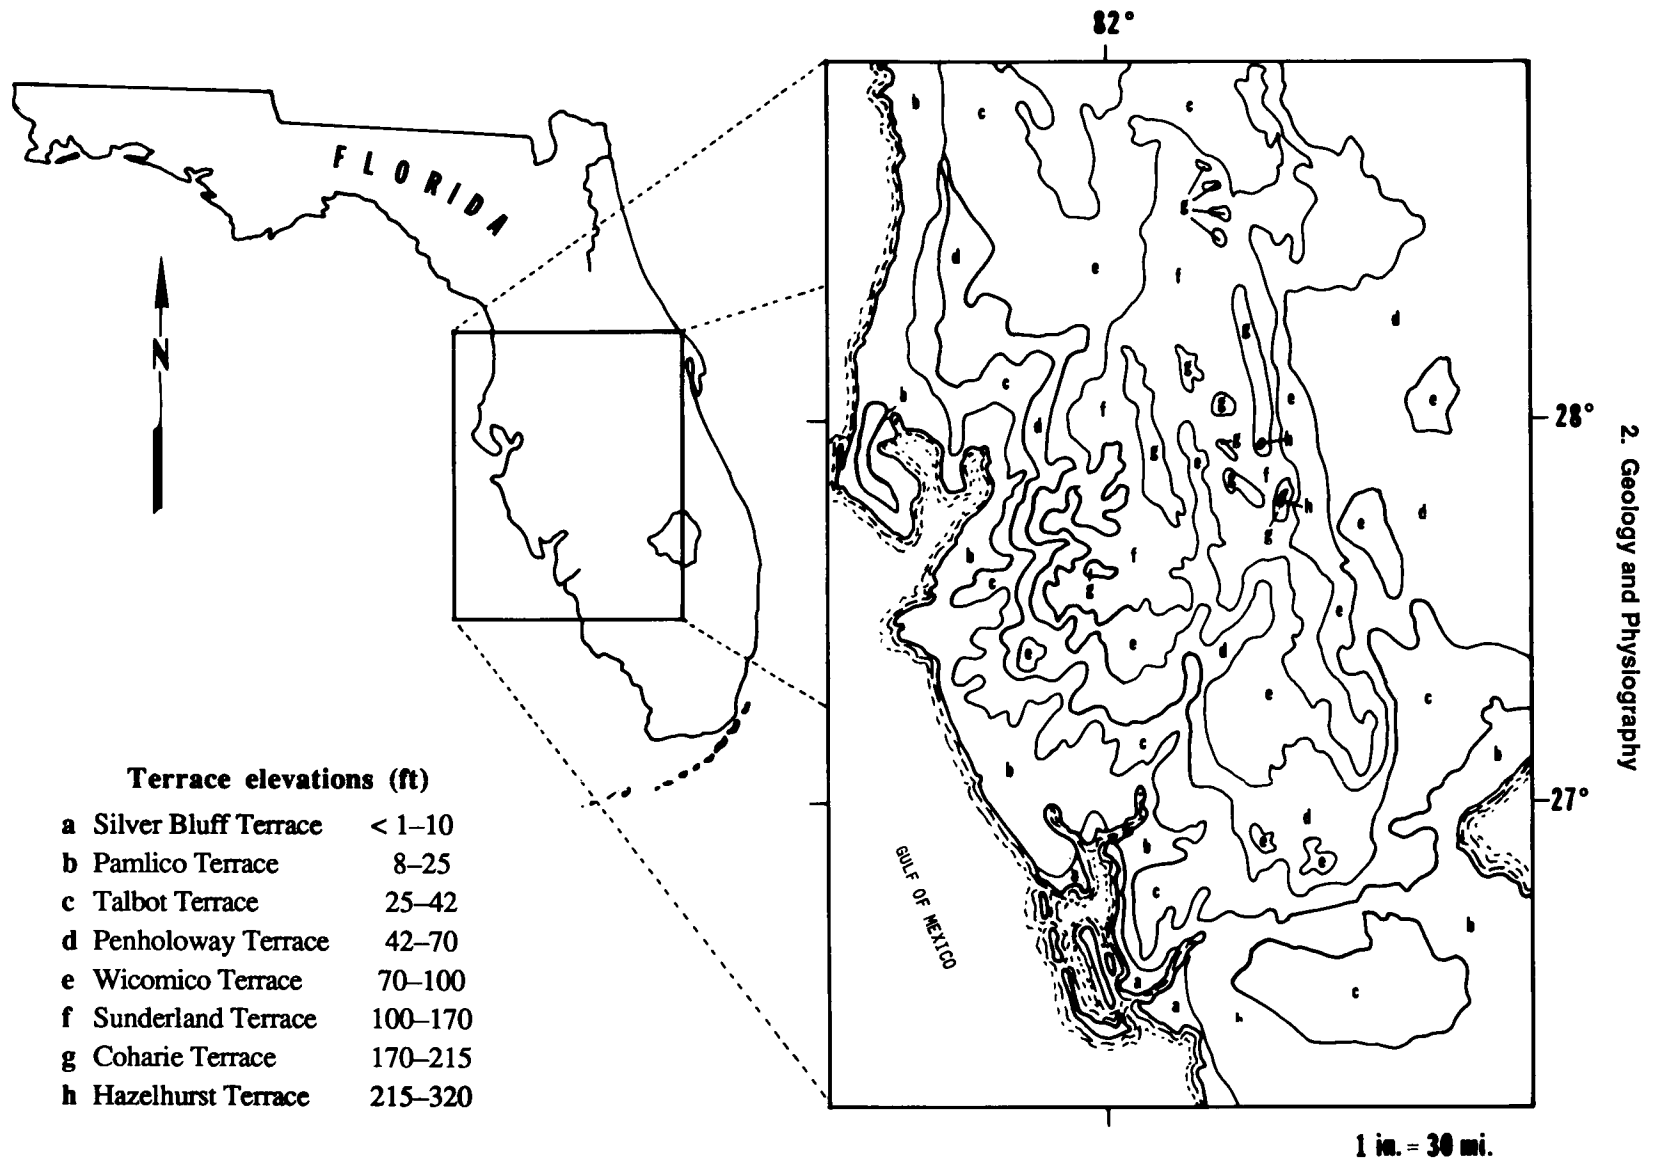 82°
FLORIDA
N
b
c
c
g
d
e
f
d
g
g
c
e
e
b
f
g
d
g
h
g
e
f
h
d
e
g
b
f
c
g
e
e
e
d
e
c
c
b
b
28°
27°
d
e
e
b
c
a
b
c
a
a
GULF OF MEXICO
2. Geology and Physiography
Terrace elevations (ft)
a Silver Bluff Terrace < 1–10
b Pamlico Terrace 8–25
c Talbot Terrace 25–42
d Penholoway Terrace 42–70
e Wicomico Terrace 70–100
f Sunderland Terrace 100–170
g Coharie Terrace 170–215
h Hazelhurst Terrace 215–320
1 in. = 30 mi.